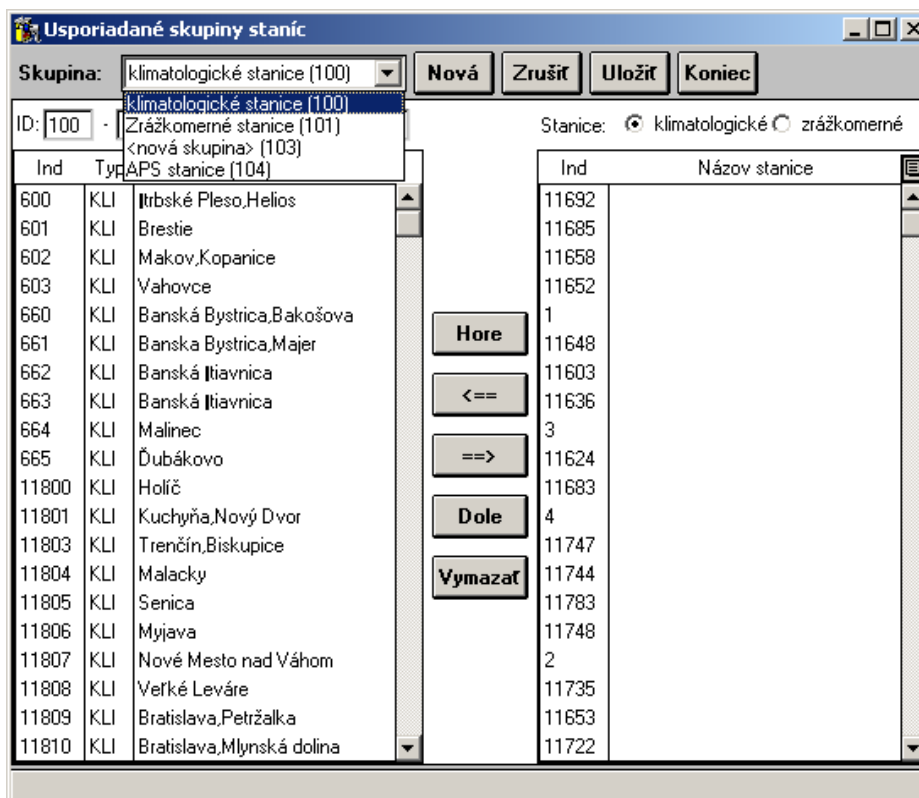 Usporiadané skupiny staníc
Skupina: klimatologické stanice (100) Nová Zrušiť Uložiť Koniec
klimatologické stanice (100)
Zrážkomerné stanice (101)
<nová skupina> (103)
APS stanice (104)
ID: 100 - Stanice: klimatologické zrážkomerné
Ind Typ Ind Názov stanice
600 KLI trbské Pleso,Helios 11692
601 KLI Brestie 11685
602 KLI Makov,Kopanice 11658
603 KLI Vahovce 11652
660 KLI Banská Bystrica,Bakošova 1
661 KLI Banska Bystrica,Majer 11648
662 KLI Banská tiavnica 11603
663 KLI Banská tiavnica 11636
664 KLI Malinec 3
665 KLI Ďubákovo 11624
11800 KLI Holíč 11683
11801 KLI Kuchyňa,Nový Dvor 4
11803 KLI Trenčín,Biskupice 11747
11804 KLI Malacky 11744
11805 KLI Senica 11783
11806 KLI Myjava 11748
11807 KLI Nové Mesto nad Váhom 2
11808 KLI Veľké Leváre 11735
11809 KLI Bratislava,Petržalka 11653
11810 KLI Bratislava,Mlynská dolina 11722
Hore
<==
==>
Dole
Vymazať